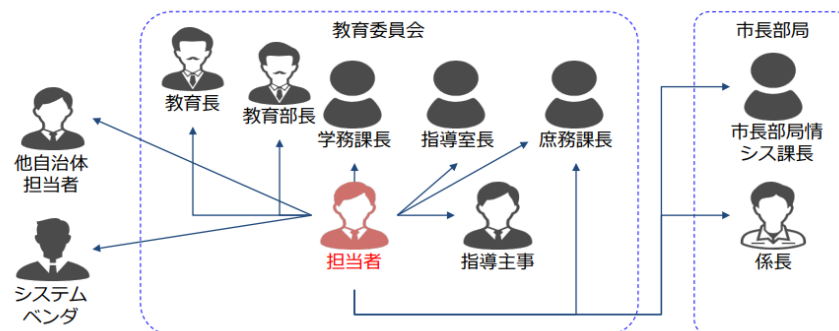 教育委員会
市長部局
教育長
教育部長
学務課長
指導室長
庶務課長
市長部局情
シス課長
他自治体
担当者
担当者
指導主事
係長
システム
ベンダ